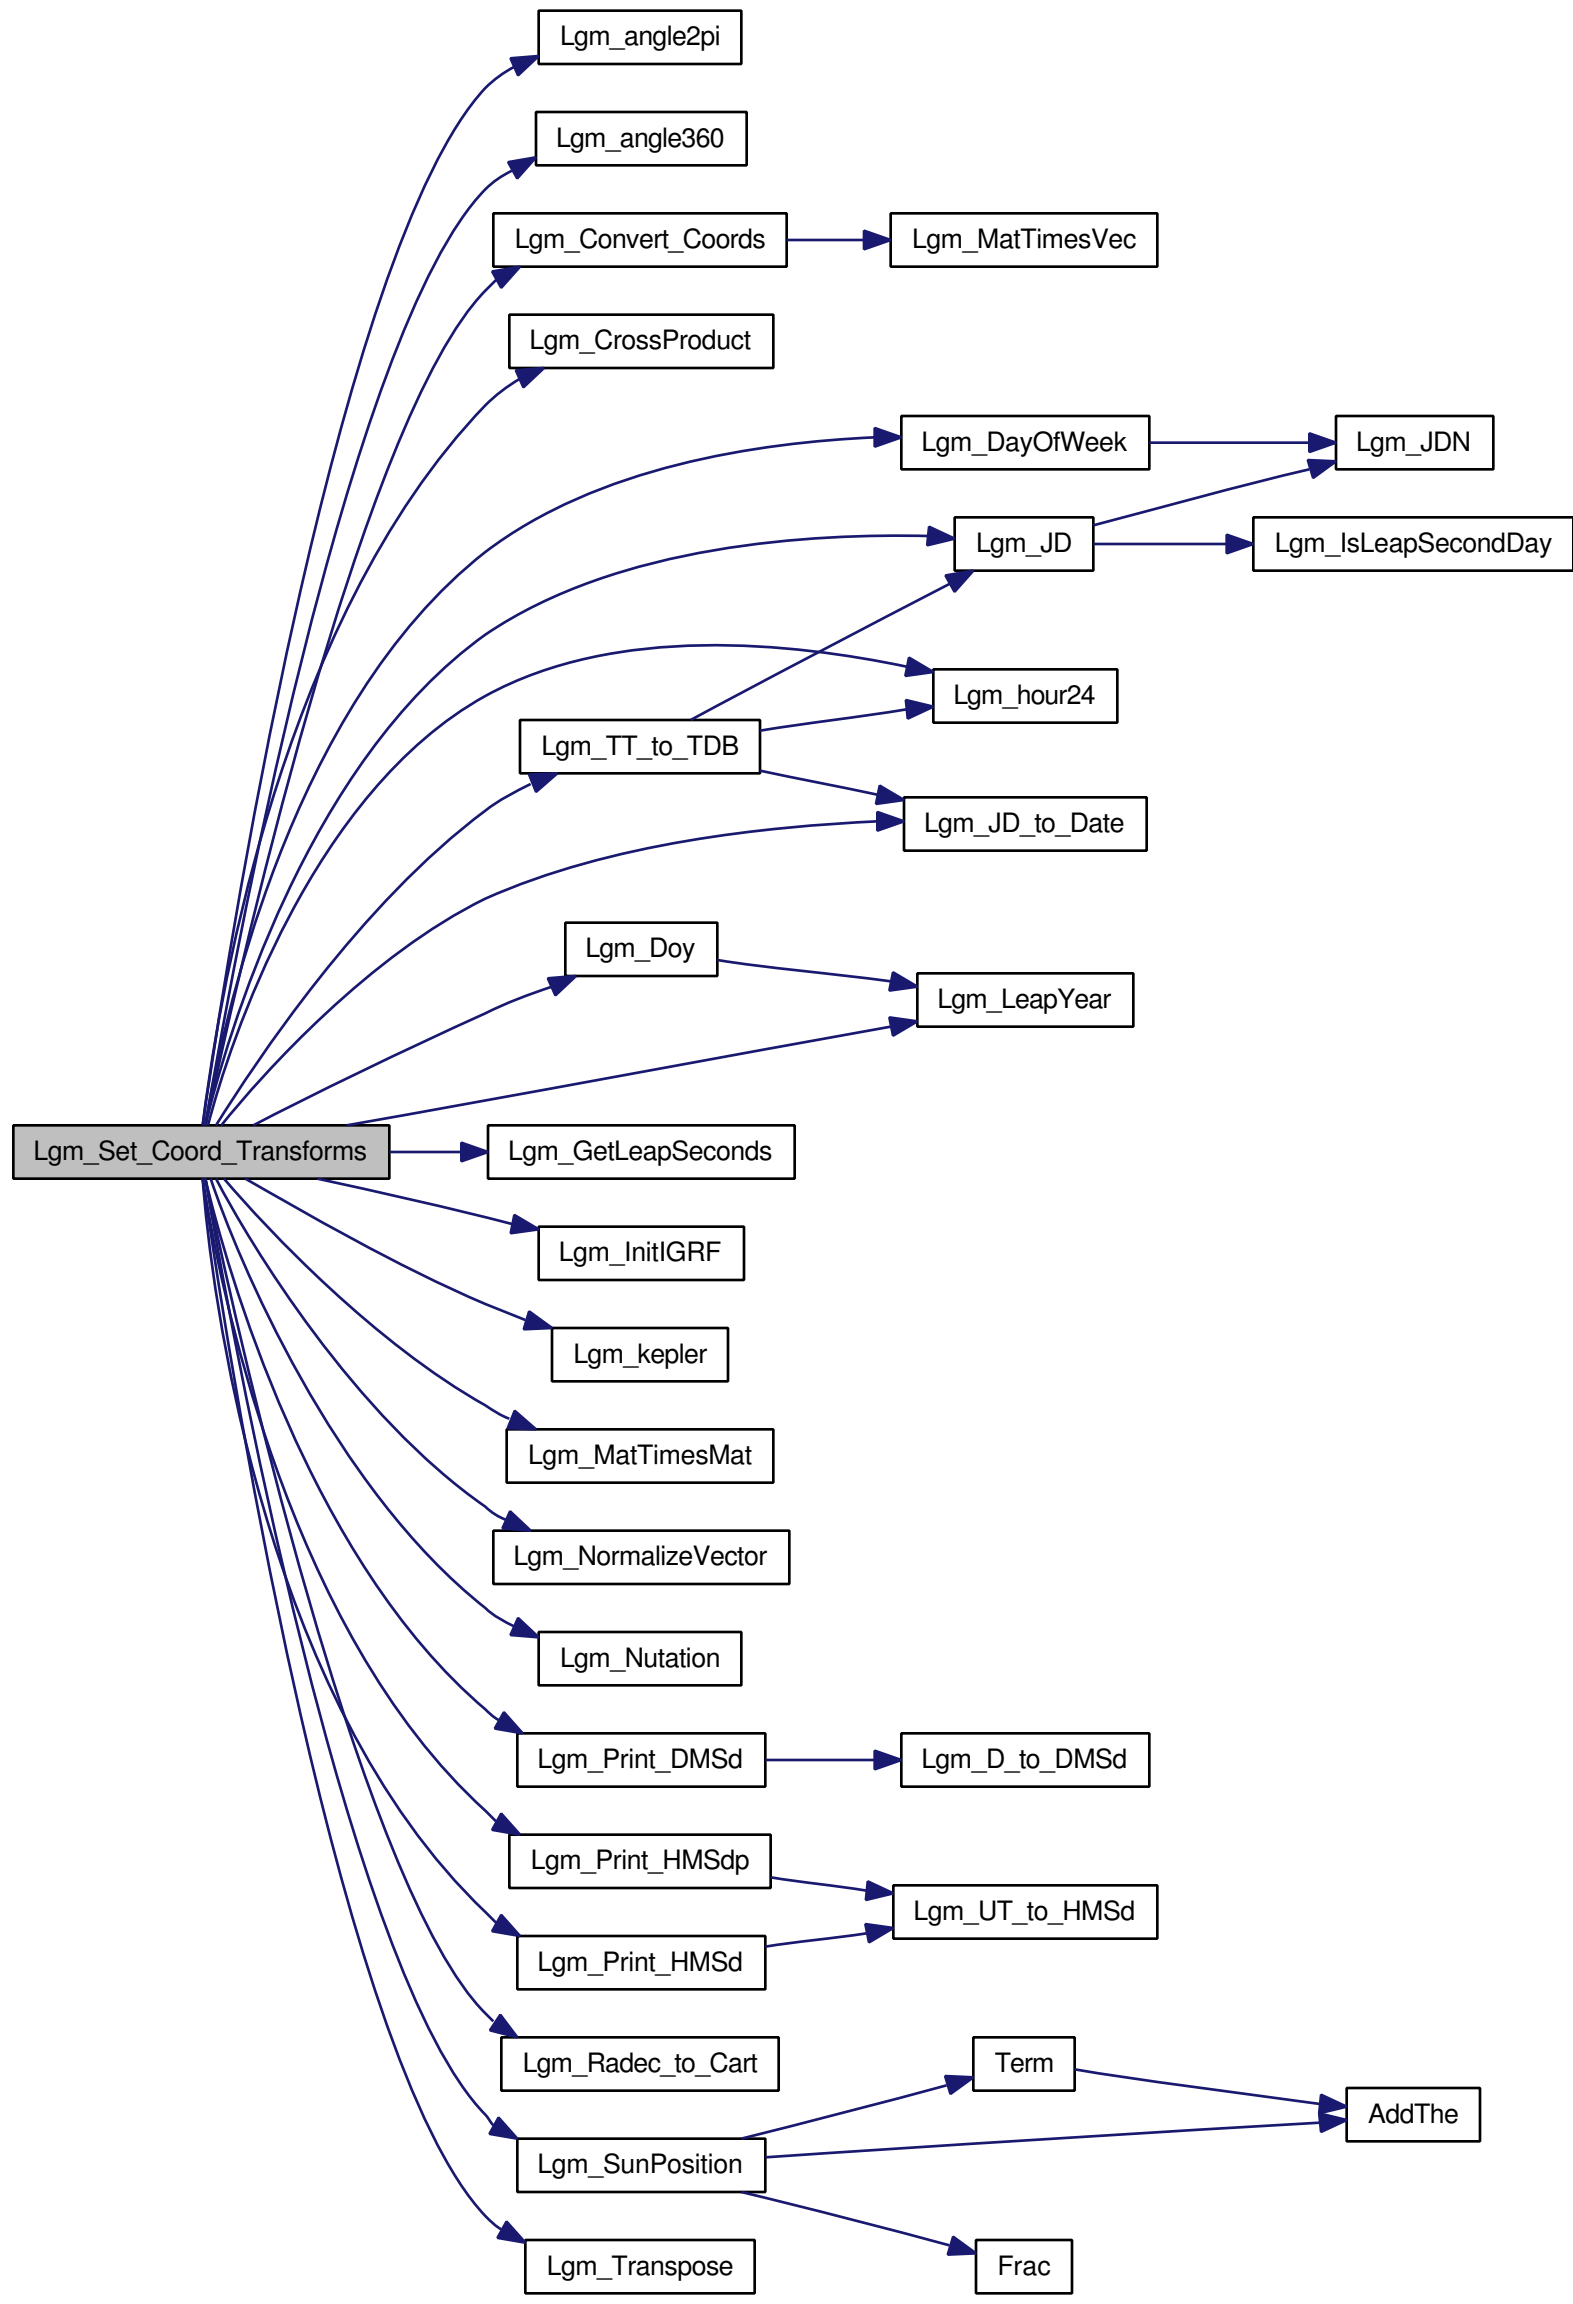 Lgm_angle2pi
Lgm_angle360
Lgm_Convert_Coords
Lgm_MatTimesVec
Lgm_CrossProduct
Lgm_DayOfWeek
Lgm_JDN
Lgm_JD
Lgm_IsLeapSecondDay
Lgm_hour24
Lgm_TT_to_TDB
Lgm_JD_to_Date
Lgm_Doy
Lgm_LeapYear
Lgm_Set_Coord_Transforms
Lgm_GetLeapSeconds
Lgm_InitIGRF
Lgm_kepler
Lgm_MatTimesMat
Lgm_NormalizeVector
Lgm_Nutation
Lgm_Print_DMSd
Lgm_D_to_DMSd
Lgm_Print_HMSdp
Lgm_UT_to_HMSd
Lgm_Print_HMSd
Lgm_Radec_to_Cart
Term
AddThe
Lgm_SunPosition
Lgm_Transpose
Frac